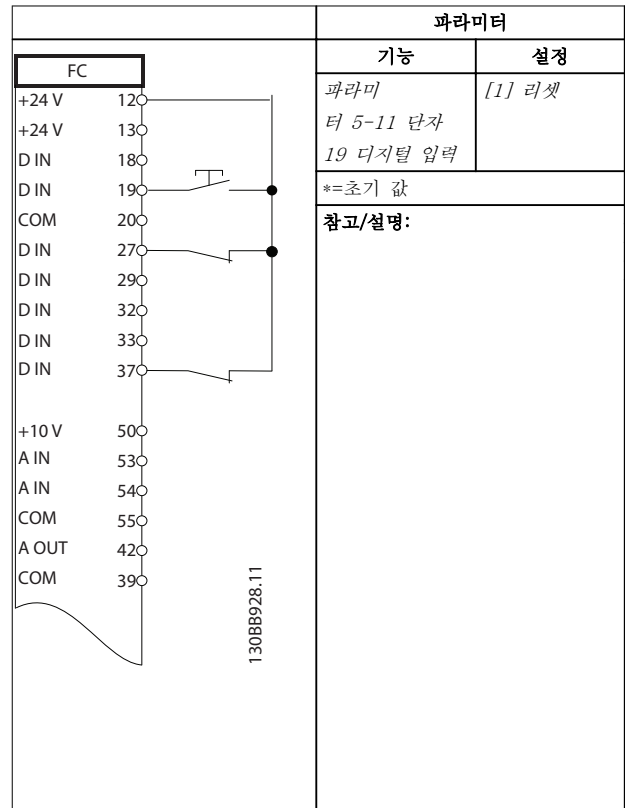 FC
+24 V 12
+24 V 13
D IN 18
D IN 19
COM 20
D IN 27
D IN 29
D IN 32
D IN 33
D IN 37
+10 V 50
A IN 53
A IN 54
COM 55
A OUT 42
COM 39
130BB928.11
파라미터
기능 설정
파라미 [1] 리셋
터 5-11 단자
19 디지털 입력
*=초기 값
참고/설명: